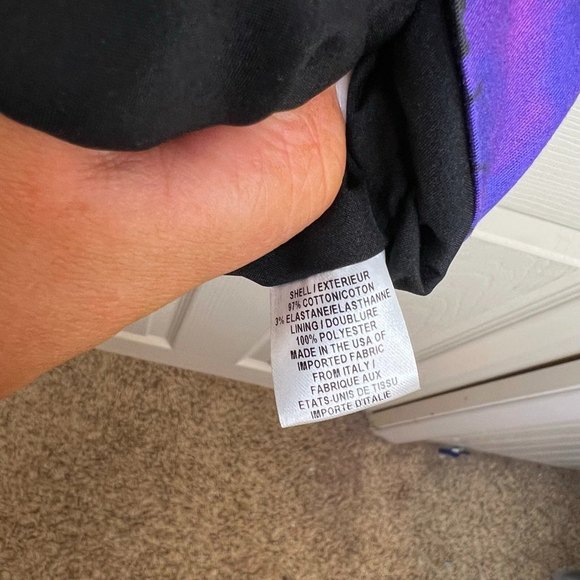 SHELL / EXTERIEUR
97% COTTON/COTON
3% ELASTANE/ELASTHANNE
LINING / DOUBLURE
100% POLYESTER
MADE IN THE USA OF
IMPORTED FABRIC
FROM ITALY /
FABRIQUE AUX
ETATS-UNIS DE TISSU
IMPORTE D'ITALIE